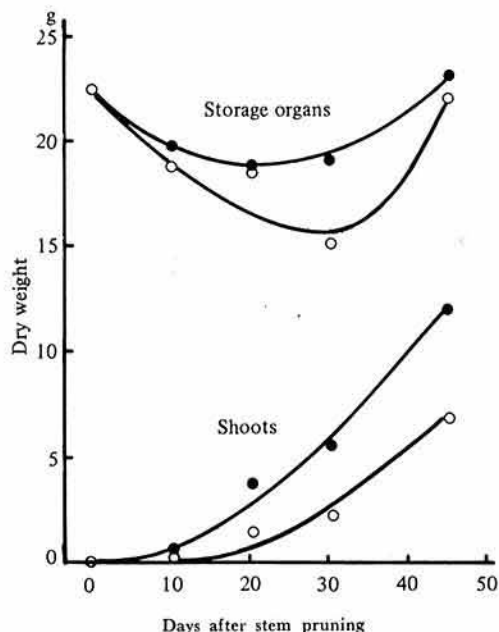 g
25
20
15
10
5
0
Dry weight
Storage organs
Shoots
0 10 20 30 40 50
Days after stem pruning